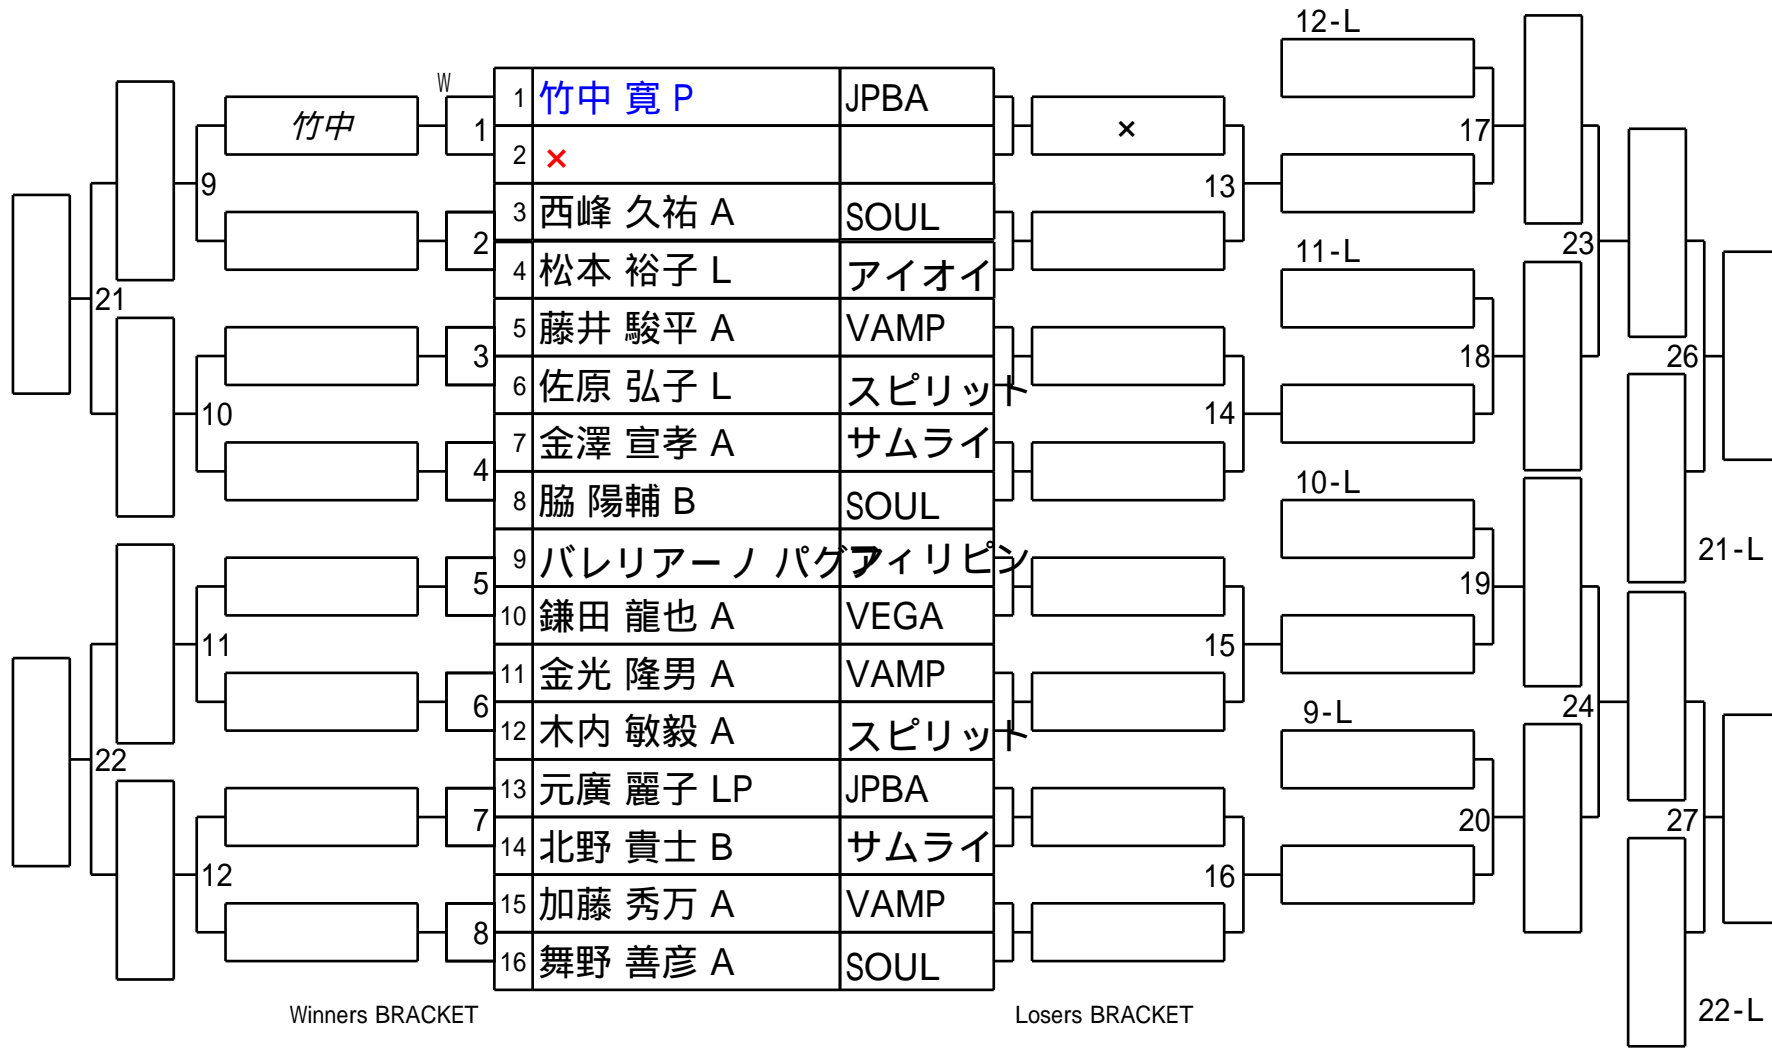 12-L
W
1 竹中 寛 P JPBA
竹中
1
×
17
2 ×
9
13
3 西峰 久祐 A SOUL
2
23
4 松本 裕子 L アイオイ
11-L
21
5 藤井 駿平 A VAMP
3
18
26
6 佐原 弘子 L スピリット
10
14
7 金澤 宣孝 A サムライ
4
10-L
8 脇 陽輔 B SOUL
21-L
9 バレリアーノ パグ フィリピン
5
19
10 鎌田 龍也 A VEGA
11
15
11 金光 隆男 A VAMP
6
9-L
24
12 木内 敏毅 A スピリット
22
13 元廣 麗子 LP JPBA
7
20
27
14 北野 貴士 B サムライ
12
16
15 加藤 秀万 A VAMP
8
16 舞野 善彦 A SOUL
Winners BRACKET
Losers BRACKET
22-L